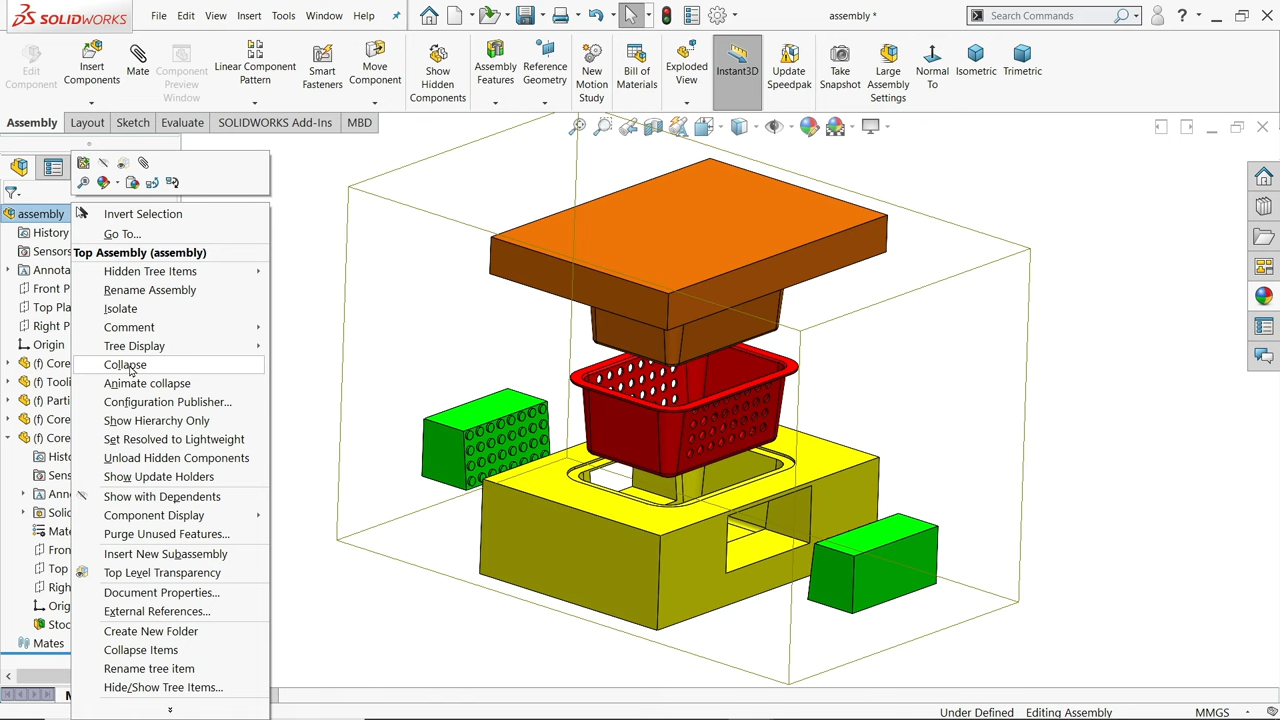 SOLIDWORKS
File Edit View Insert Tools Window Help
assembly *
Search Commands
?
Edit Component
Insert Components
Mate
Component Preview Window
Linear Component Pattern
Smart Fasteners
Move Component
Show Hidden Components
Assembly Features
Reference Geometry
New Motion Study
Bill of Materials
Exploded View
Instant3D
Update Speedpak
Take Snapshot
Large Assembly Settings
Normal To
Isometric
Trimetric
Assembly Layout Sketch Evaluate SOLIDWORKS Add-Ins MBD
assembly
History
Sensors
Annota
Front P
Top Pla
Right P
Origin
(f) Core
(f) Tooli
(f) Parti
(f) Core
(f) Core
Histo
Sens
Anno
Solic
Mate
Fron
Top
Righ
Orig
Stoc
Mates
Invert Selection
Go To...
Top Assembly (assembly)
Hidden Tree Items
Rename Assembly
Isolate
Comment
Tree Display
Collapse
Animate collapse
Configuration Publisher...
Show Hierarchy Only
Set Resolved to Lightweight
Unload Hidden Components
Show Update Holders
Show with Dependents
Component Display
Purge Unused Features...
Insert New Subassembly
Top Level Transparency
Document Properties...
External References...
Create New Folder
Collapse Items
Rename tree item
Hide/Show Tree Items...
Under Defined Editing Assembly MMGS